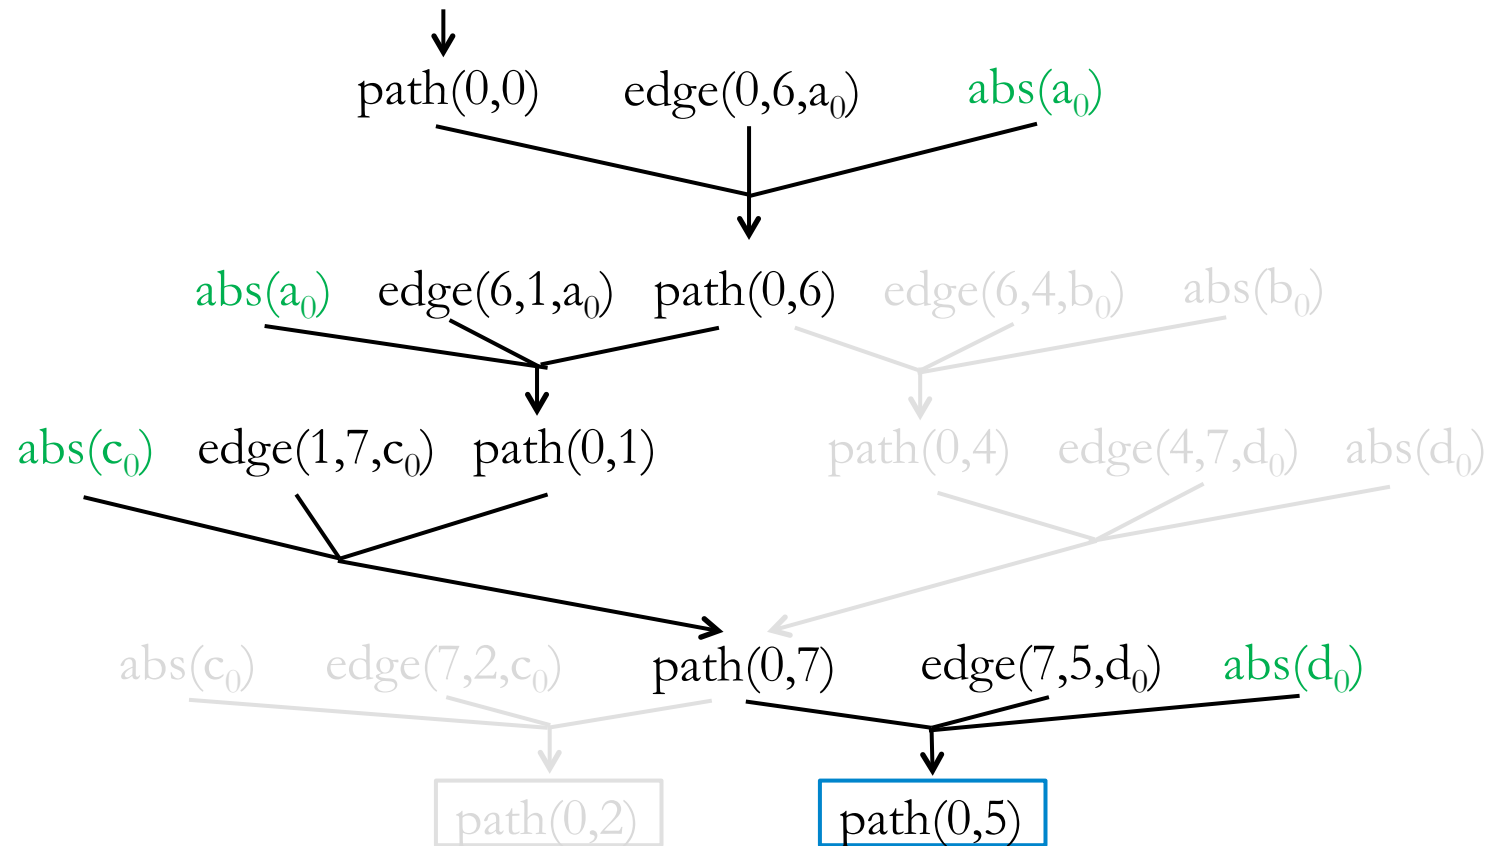 path(0,0) edge(0,6,a₀) abs(a₀)
abs(a₀) edge(6,1,a₀) path(0,6) edge(6,4,b₀) abs(b₀)
abs(c₀) edge(1,7,c₀) path(0,1) path(0,4) edge(4,7,d₀) abs(d₀)
abs(c₀) edge(7,2,c₀) path(0,7) edge(7,5,d₀) abs(d₀)
path(0,2) path(0,5)